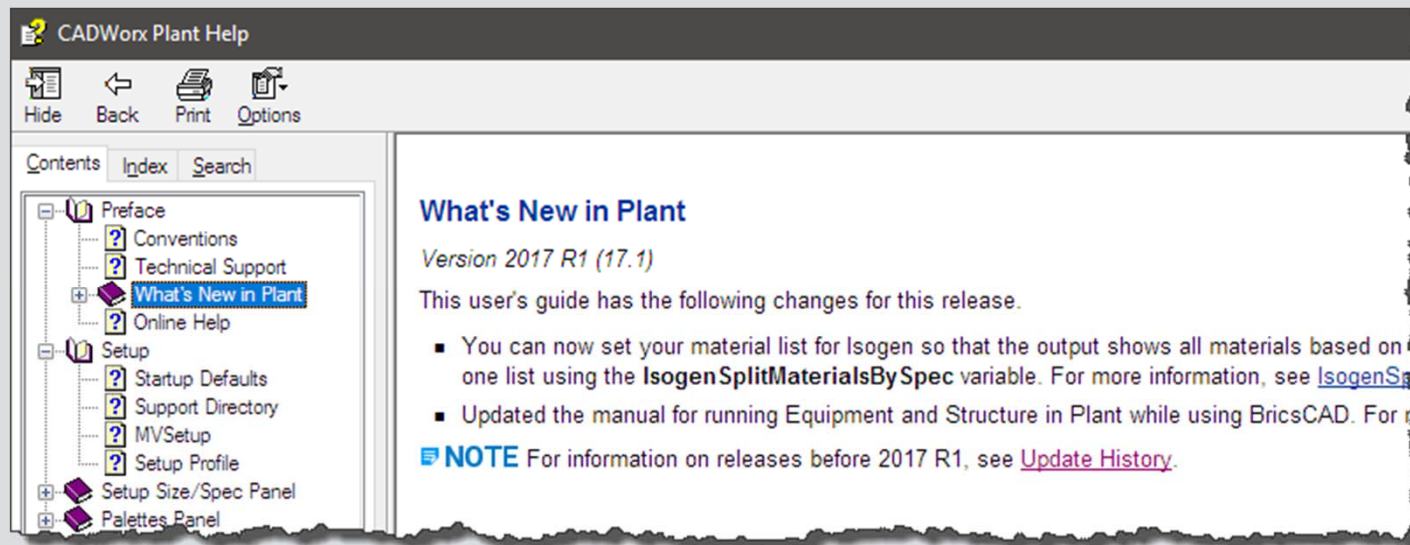 CADWorx Plant Help
Hide Back Print Options
Contents Index Search
Preface
Conventions
Technical Support
What's New in Plant
Online Help
Setup
Startup Defaults
Support Directory
MVSetup
Setup Profile
Setup Size/Spec Panel
Palettes Panel
What's New in Plant
Version 2017 R1 (17.1)
This user's guide has the following changes for this release.
▪ You can now set your material list for Isogen so that the output shows all materials based on
one list using the IsogenSplitMaterialsBySpec variable. For more information, see
▪ Updated the manual for running Equipment and Structure in Plant while using BricsCAD. For
NOTE For information on releases before 2017 R1, see Update History.